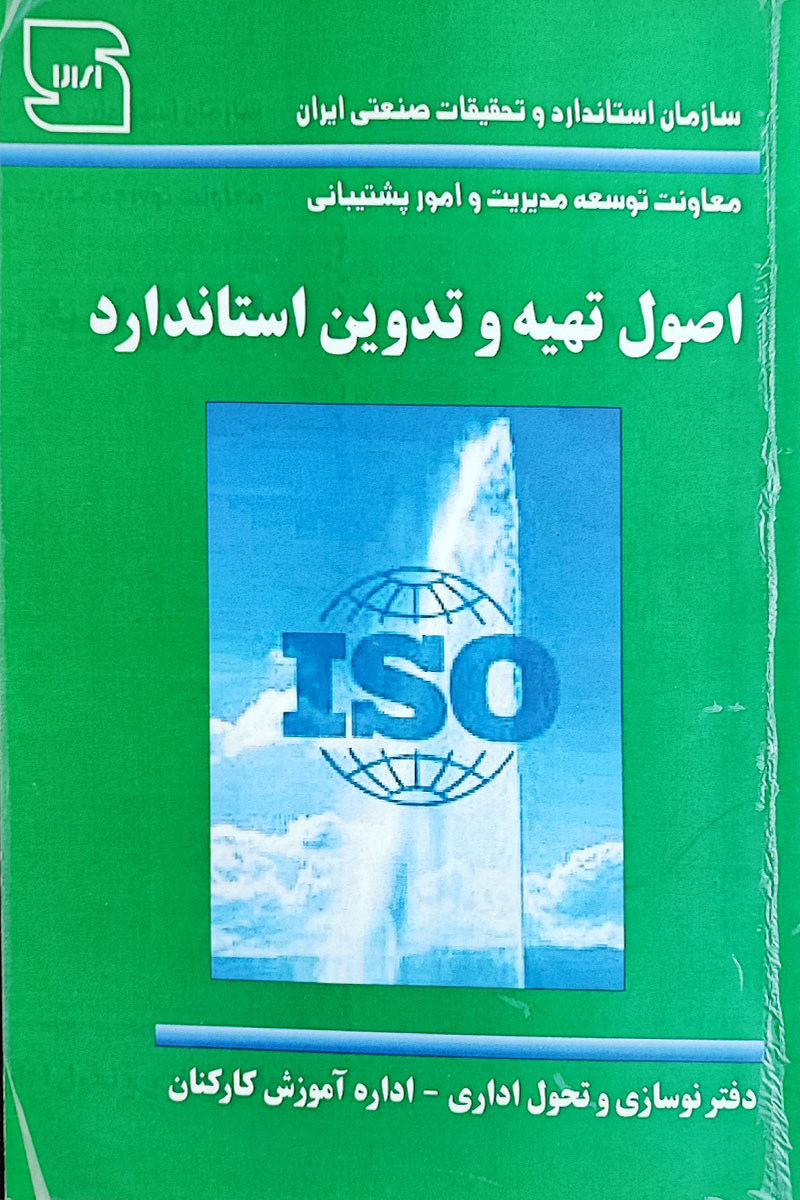 ایران
سازمان استاندارد و تحقیقات صنعتی ایران
معاونت توسعه مدیریت و امور پشتیبانی
اصول تهیه و تدوین استاندارد
ISO
دفتر نوسازی و تحول اداری - اداره آموزش کارکنان